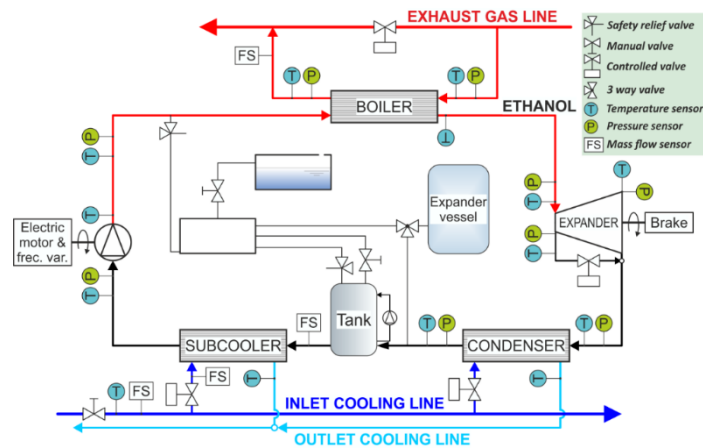 EXHAUST GAS LINE
Safety relief valve
Manual valve
Controlled valve
3 way valve
T Temperature sensor
P Pressure sensor
FS Mass flow sensor
FS
T P
T P
BOILER
ETHANOL
T
P
T
T
Electric
motor &
frec. var.
P
T
Expander
vessel
T
P
P
T
P
T
EXPANDER
Brake
Tank
FS
SUBCOOLER
T P
CONDENSER
T P
FS
T
T
T FS
INLET COOLING LINE
OUTLET COOLING LINE